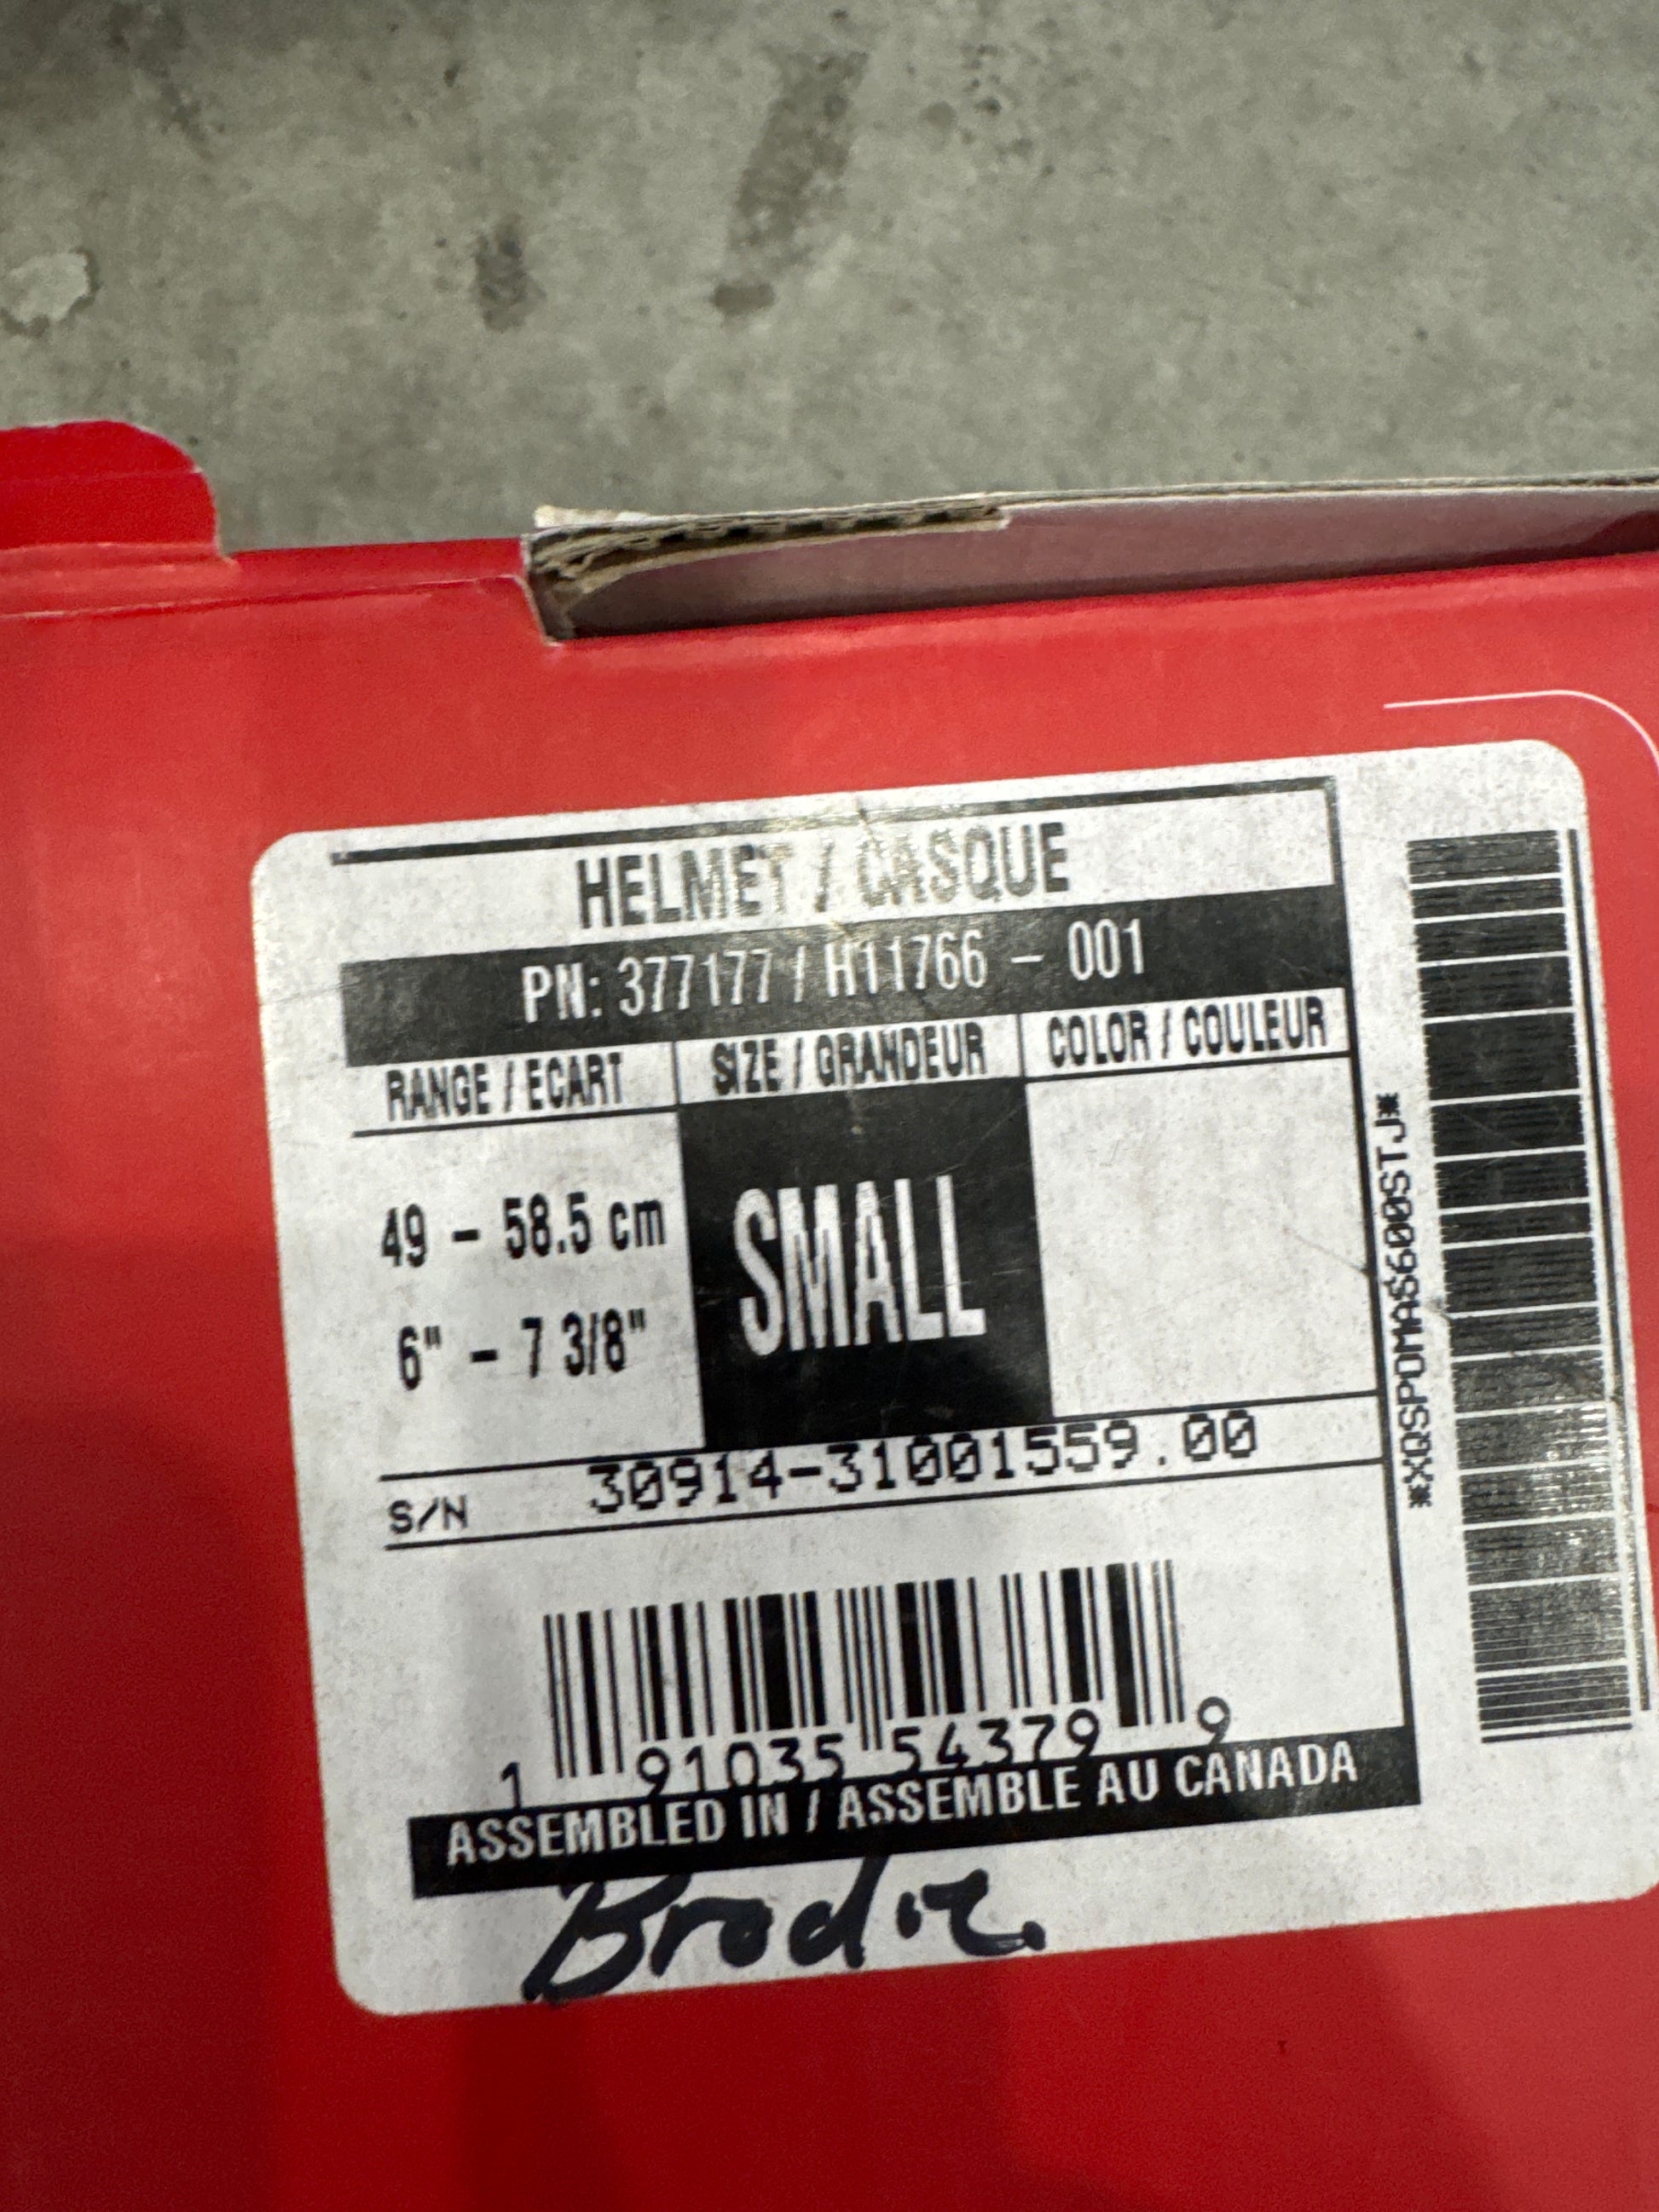 HELMET / CASQUE
PN: 377177 / H11766 - 001
RANGE / ECART SIZE / GRANDEUR COLOR / COULEUR
49 - 58.5 cm
6" - 7 3/8"
SMALL
S/N 30914-31001559.00
1 91035 54379 9
ASSEMBLED IN / ASSEMBLE AU CANADA
Brodie.
*XQSPDMAS600STJ*